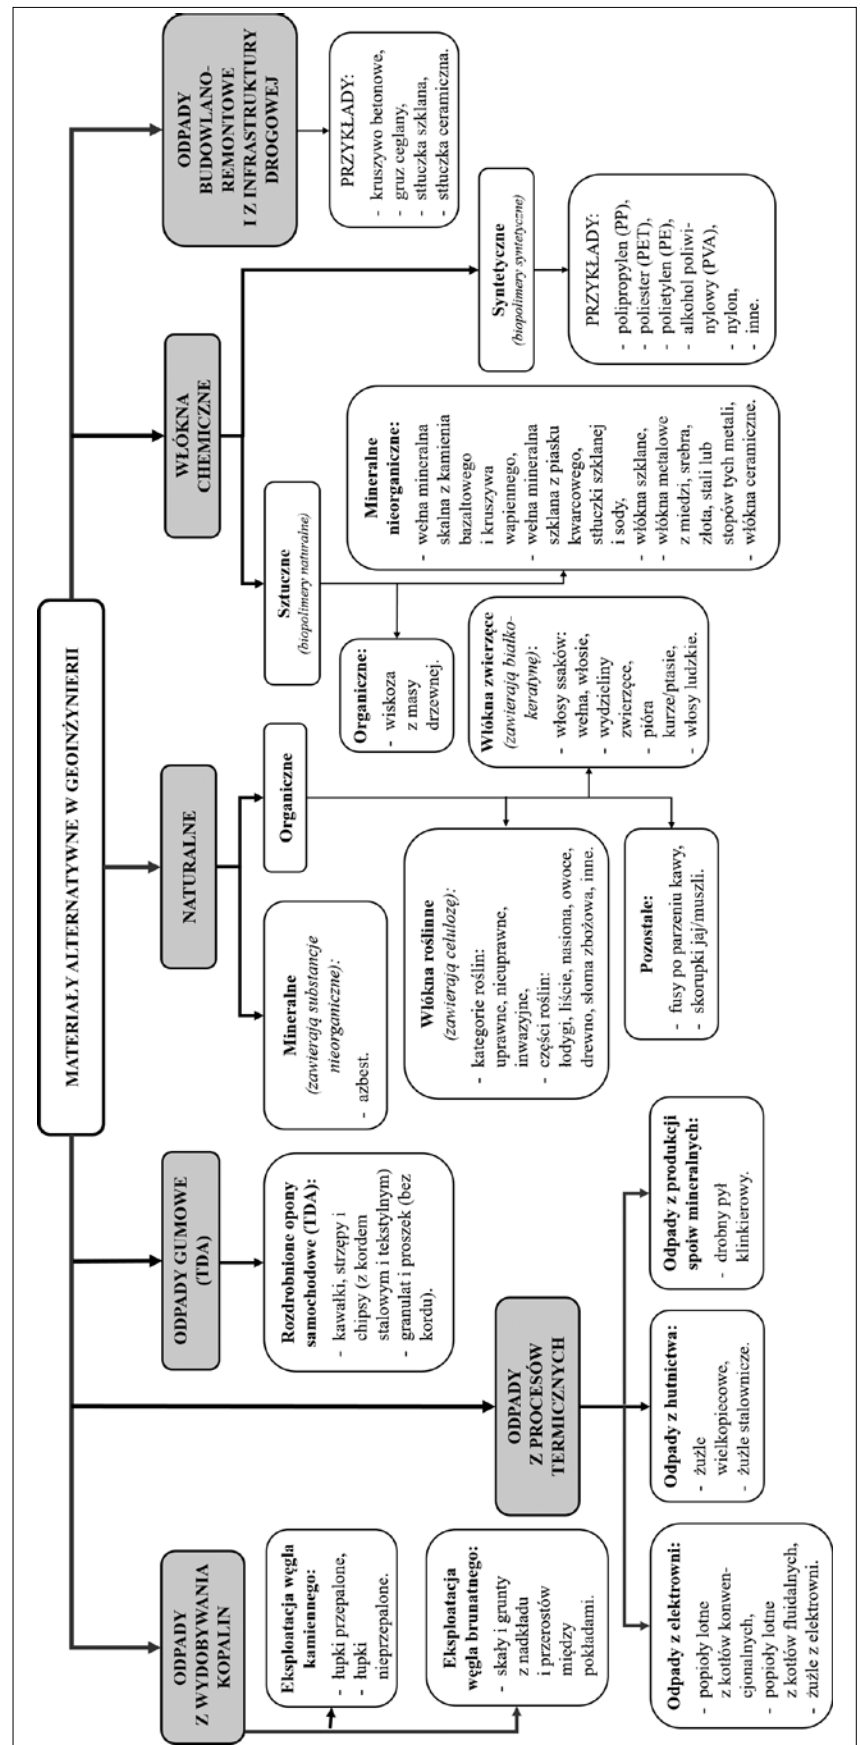 MATERIAŁY ALTERNATYWNE W GEOINŻYNIERII
ODPADY
Z WYDOBYWANIA
KOPALIN
Eksploatacja węgla
kamiennego:
- łupki przepalone,
- łupki
nieprzepalone.
Eksploatacja
węgla brunatnego:
- skały i grunty
z nadkładu
i przerostów
między
pokładami.
ODPADY
Z PROCESÓW
TERMICZNYCH
Odpady z elektrowni:
- popioły lotne
z kotłów konwen-
cjonalnych,
- popioły lotne
z kotłów fluidalnych,
- żużle z elektrowni.
Odpady z hutnictwa:
- żużle
wielkopiecowe,
- żużle stalownicze.
Odpady z produkcji
spoiw mineralnych:
- drobny pył
klinkierowy.
ODPADY GUMOWE
(TDA)
Rozdrobnione opony
samochodowe (TDA):
- kawałki, strzępy i
chipsy (z kordem
stalowym i tekstylnym)
- granulat i proszek (bez
kordu).
NATURALNE
Mineralne
(zawierają substancje
nieorganiczne):
- azbest.
Organiczne
Włókna roślinne
(zawierają celulozę):
- kategorie roślin:
uprawne, nieuprawne,
inwazyjne,
- części roślin:
łodygi, liście, nasiona, owoce,
drewno, słoma zbożowa, inne.
Włókna zwierzęce
(zawierają białko-
keratynę):
- włosy ssaków:
wełna, włosie,
- wydzieliny
zwierzęce,
- pióra
kurze/ptasie,
- włosy ludzkie.
Pozostałe:
- fusy po parzeniu kawy,
- skorupki jaj/muszli.
WŁÓKNA
CHEMICZNE
Sztuczne
(biopolimery naturalne)
Organiczne:
- wiskoza
z masy
drzewnej.
Mineralne
nieorganiczne:
- wełna mineralna
skalna z kamienia
bazaltowego
i kruszywa
wapiennego,
- wełna mineralna
szklana z piasku
kwarcowego,
stłuczki szklanej
i sody,
- włókna szklane,
- włókna metalowe
z miedzi, srebra,
złota, stali lub
stopów tych metali,
- włókna ceramiczne.
Syntetyczne
(biopolimery syntetyczne)
PRZYKŁADY:
- polipropylen (PP),
- poliester (PET),
- polietylen (PE),
- alkohol poliwi-
nylowy (PVA),
- nylon,
- inne.
ODPADY
BUDOWLANO-
REMONTOWE
I Z INFRASTRUKTURY
DROGOWEJ
PRZYKŁADY:
- kruszywo betonowe,
- gruz ceglany,
- stłuczka szklana,
- stłuczka ceramiczna.